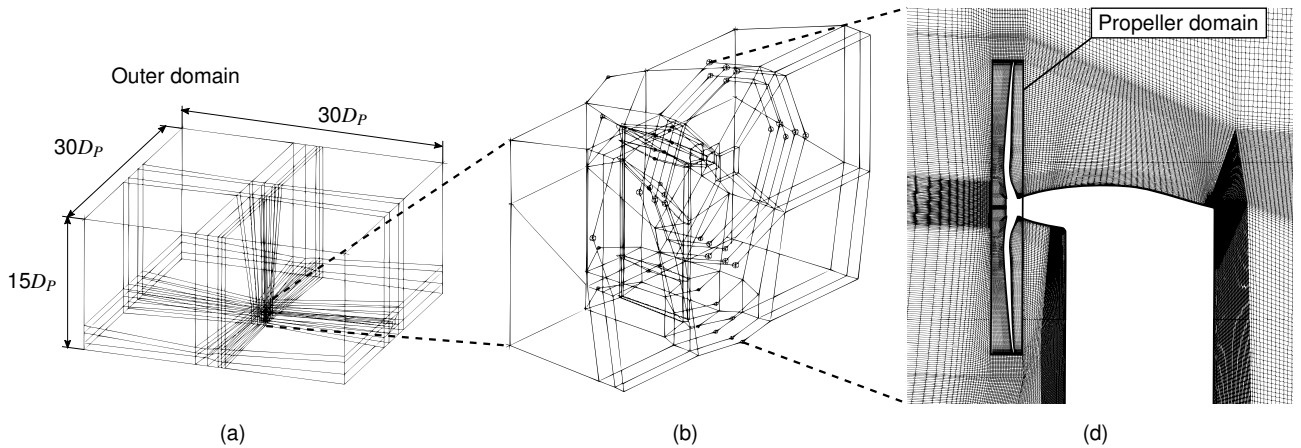 Propeller domain
Outer domain
30D_P
30D_P
15D_P
(a)
(b)
(d)